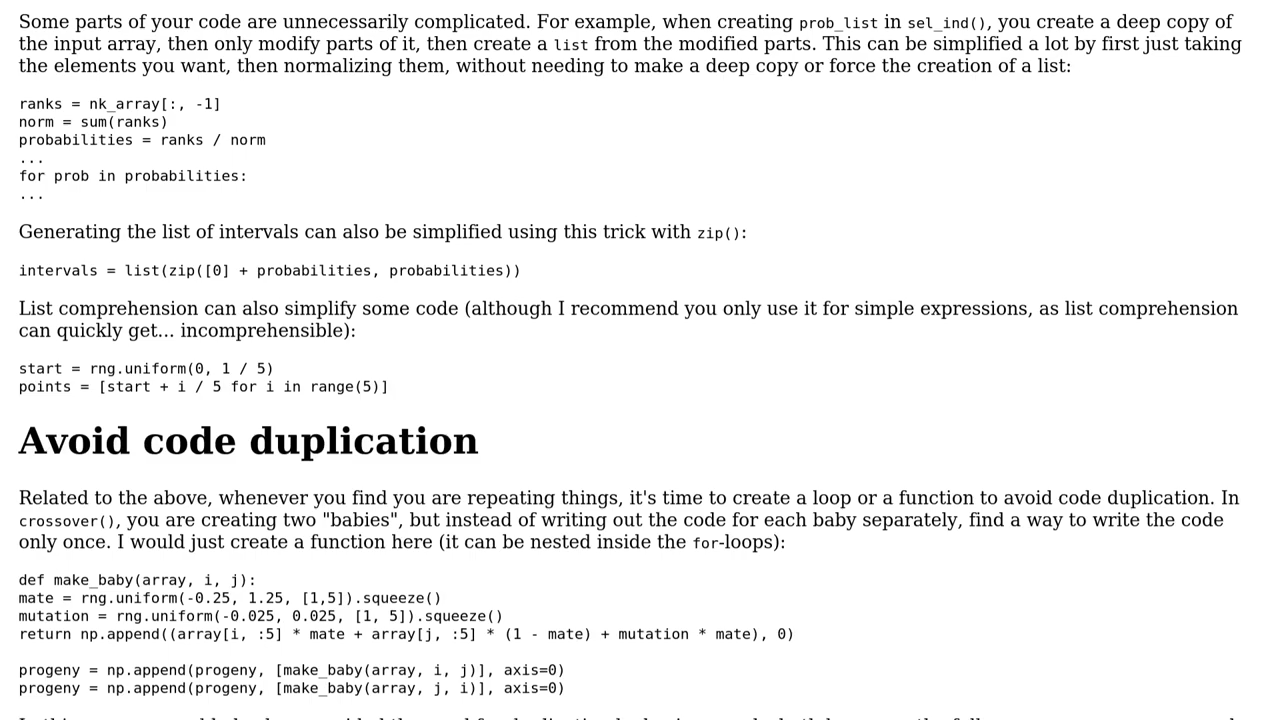 Some parts of your code are unnecessarily complicated. For example, when creating prob_list in sel_ind(), you create a deep copy of
the input array, then only modify parts of it, then create a list from the modified parts. This can be simplified a lot by first just taking
the elements you want, then normalizing them, without needing to make a deep copy or force the creation of a list:
ranks = nk_array[:, -1]
norm = sum(ranks)
probabilities = ranks / norm
...
for prob in probabilities:
...
Generating the list of intervals can also be simplified using this trick with zip():
intervals = list(zip([0] + probabilities, probabilities))
List comprehension can also simplify some code (although I recommend you only use it for simple expressions, as list comprehension
can quickly get... incomprehensible):
start = rng.uniform(0, 1 / 5)
points = [start + i / 5 for i in range(5)]
Avoid code duplication
Related to the above, whenever you find you are repeating things, it's time to create a loop or a function to avoid code duplication. In
crossover(), you are creating two "babies", but instead of writing out the code for each baby separately, find a way to write the code
only once. I would just create a function here (it can be nested inside the for-loops):
def make_baby(array, i, j):
mate = rng.uniform(-0.25, 1.25, [1,5]).squeeze()
mutation = rng.uniform(-0.025, 0.025, [1, 5]).squeeze()
return np.append((array[i, :5] * mate + array[j, :5] * (1 - mate) + mutation * mate), 0)
progeny = np.append(progeny, [make_baby(array, i, j)], axis=0)
progeny = np.append(progeny, [make_baby(array, j, i)], axis=0)